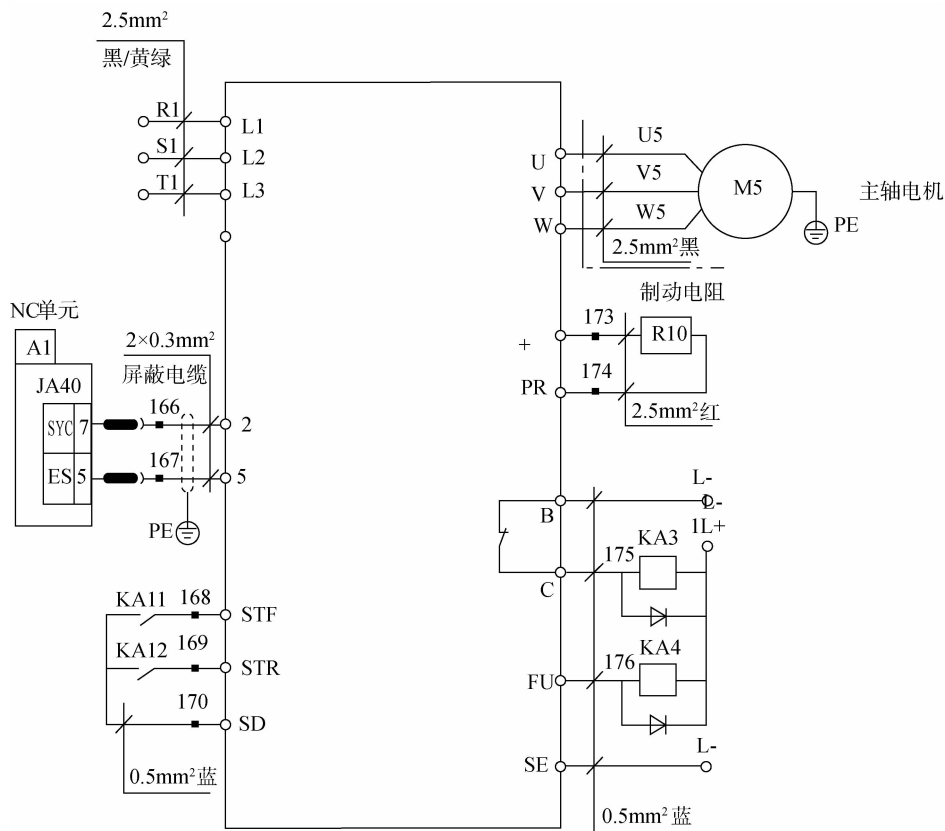 2.5mm²
黑/黄绿
R1
L1
S1
L2
T1
L3
U
U5
V
V5
W
W5
M5
主轴电机
PE
2.5mm²黑
制动电阻
NC单元
A1
JA40
2×0.3mm²
屏蔽电缆
SYC 7
166
2
ES 5
167
5
PE
+
173
R10
PR
174
2.5mm²红
B
L-
L-
1L+
C
175
KA3
KA11
168
STF
KA12
169
STR
170
SD
0.5mm²蓝
FU
176
KA4
SE
L-
0.5mm²蓝